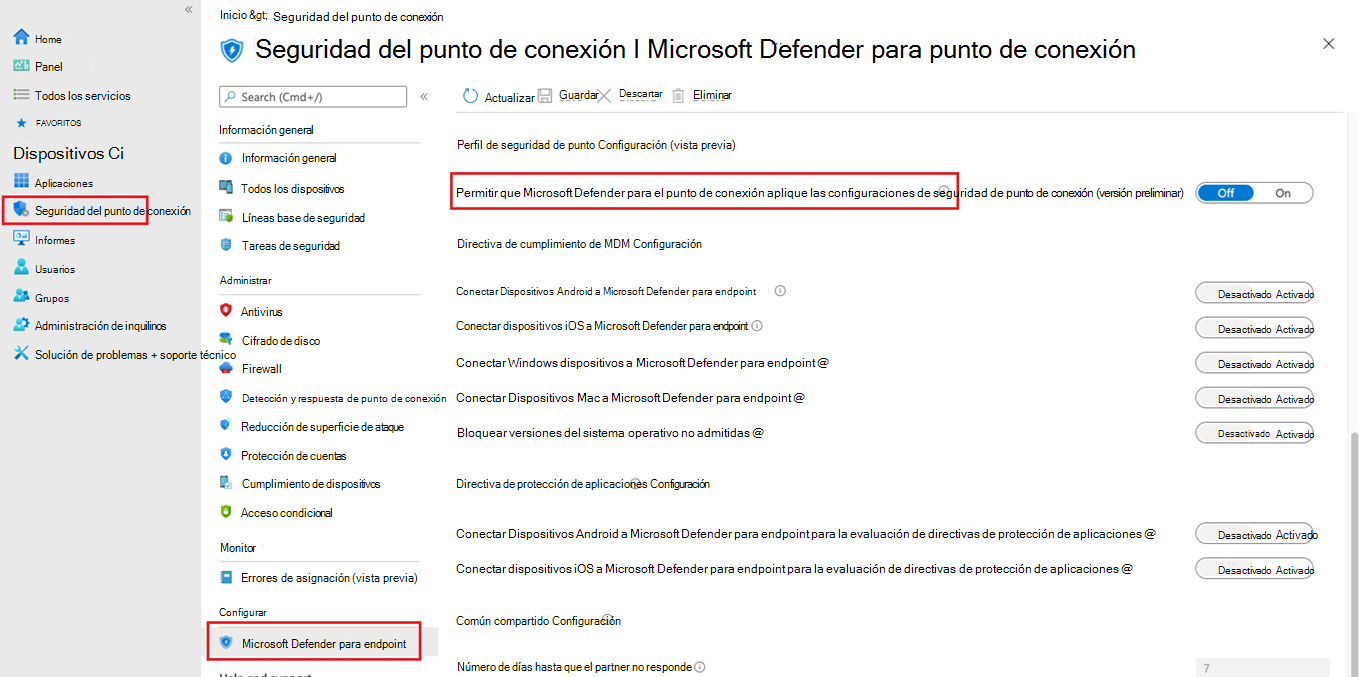 Inicio &gt; Seguridad del punto de conexión
Seguridad del punto de conexión | Microsoft Defender para punto de conexión
Home
Panel
Todos los servicios
FAVORITOS
Dispositivos Ci
Aplicaciones
Seguridad del punto de conexión
Informes
Usuarios
Grupos
Administración de inquilinos
Solución de problemas + soporte técnico
Search (Cmd+/)
Información general
Información general
Todos los dispositivos
Líneas base de seguridad
Tareas de seguridad
Administrar
Antivirus
Cifrado de disco
Firewall
Detección y respuesta de punto de conexión
Reducción de superficie de ataque
Protección de cuentas
Cumplimiento de dispositivos
Acceso condicional
Monitor
Errores de asignación (vista previa)
Configurar
Microsoft Defender para endpoint
Help and support
Actualizar Guardar Descartar Eliminar
Perfil de seguridad de punto Configuración (vista previa)
Permitir que Microsoft Defender para el punto de conexión aplique las configuraciones de seguridad de punto de conexión (versión preliminar) Off On
Directiva de cumplimiento de MDM Configuración
Conectar Dispositivos Android a Microsoft Defender para endpoint Desactivado Activado
Conectar dispositivos iOS a Microsoft Defender para endpoint Desactivado Activado
Conectar Windows dispositivos a Microsoft Defender para endpoint @ Desactivado Activado
Conectar Dispositivos Mac a Microsoft Defender para endpoint @ Desactivado Activado
Bloquear versiones del sistema operativo no admitidas @ Desactivado Activado
Directiva de protección de aplicaciones Configuración
Conectar Dispositivos Android a Microsoft Defender para endpoint para la evaluación de directivas de protección de aplicaciones @ Desactivado Activado
Conectar dispositivos iOS a Microsoft Defender para endpoint para la evaluación de directivas de protección de aplicaciones @ Desactivado Activado
Común compartido Configuración
Número de días hasta que el partner no responde 7